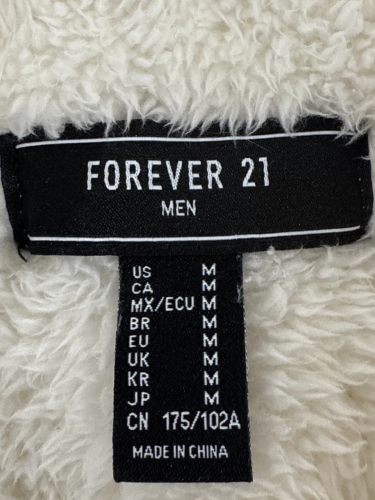 FOREVER 21
MEN
US M
CA M
MX/ECU M
BR M
EU M
UK M
KR M
JP M
CN 175/102A
MADE IN CHINA